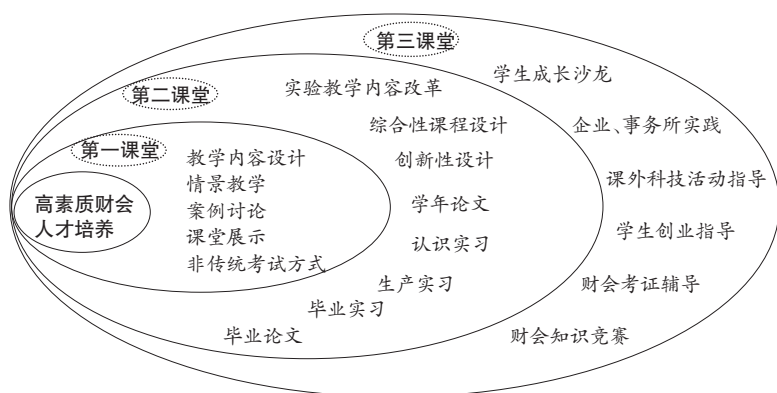 第三课堂
学生成长沙龙
第二课堂
实验教学内容改革
综合性课程设计
企业、事务所实践
第一课堂
教学内容设计
创新性设计
情景教学
课外科技活动指导
高素质财会
人才培养
案例讨论
学年论文
课堂展示
认识实习
学生创业指导
非传统考试方式
生产实习
财会考证辅导
毕业实习
毕业论文
财会知识竞赛